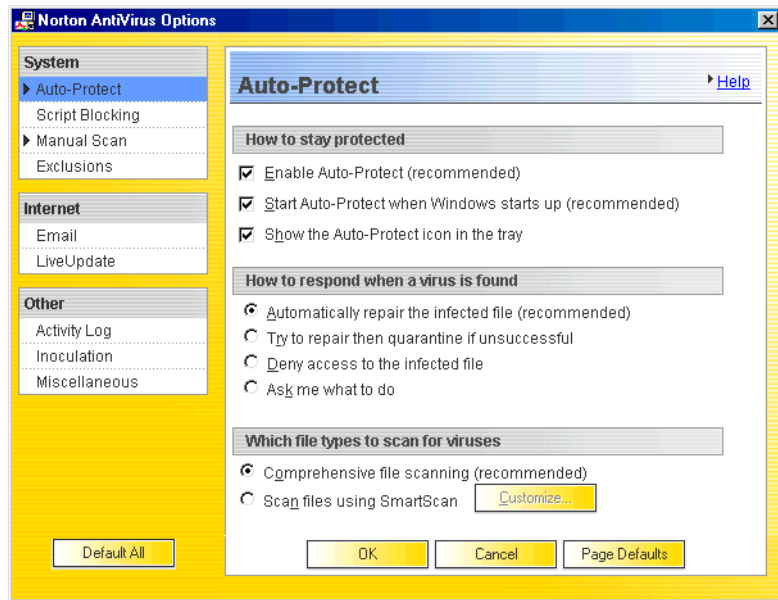 Norton AntiVirus Options
System
Auto-Protect
Script Blocking
Manual Scan
Exclusions
Internet
Email
LiveUpdate
Other
Activity Log
Inoculation
Miscellaneous
Default All
Auto-Protect
Help
How to stay protected
Enable Auto-Protect (recommended)
Start Auto-Protect when Windows starts up (recommended)
Show the Auto-Protect icon in the tray
How to respond when a virus is found
Automatically repair the infected file (recommended)
Try to repair then quarantine if unsuccessful
Deny access to the infected file
Ask me what to do
Which file types to scan for viruses
Comprehensive file scanning (recommended)
Scan files using SmartScan
Customize...
OK
Cancel
Page Defaults